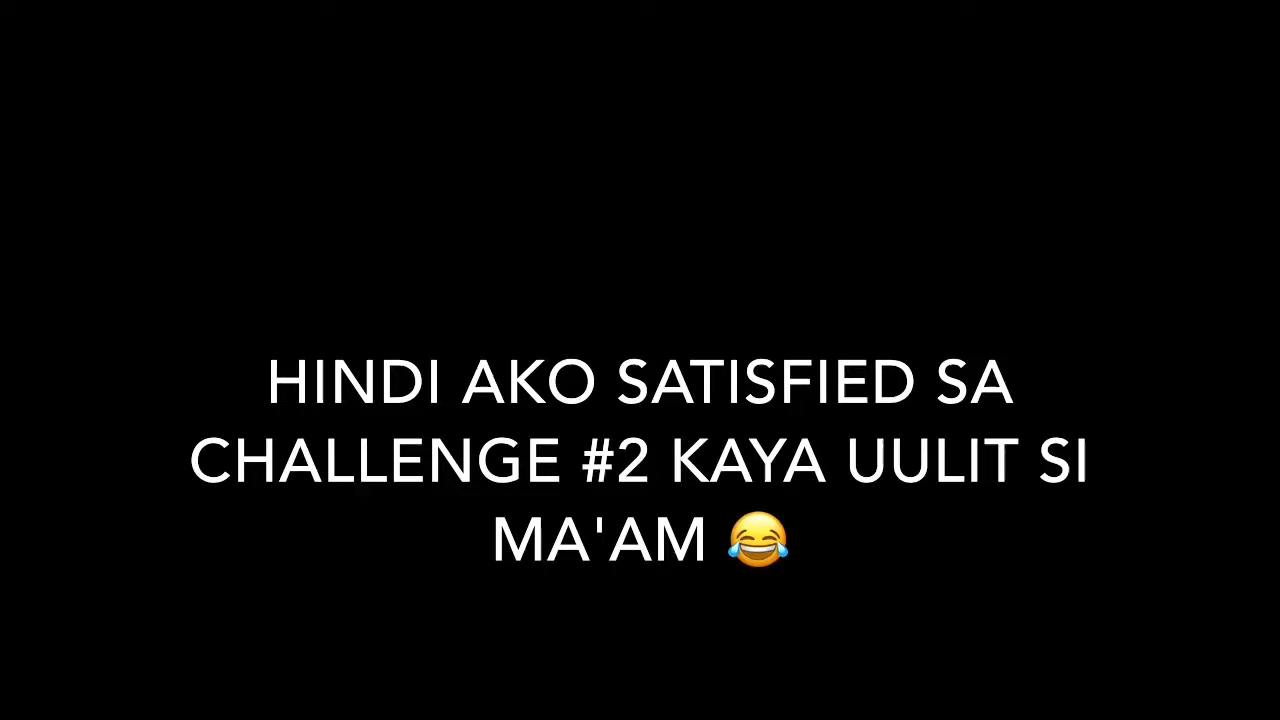 HINDI AKO SATISFIED SA
CHALLENGE #2 KAYA UULIT SI
MA'AM 😂